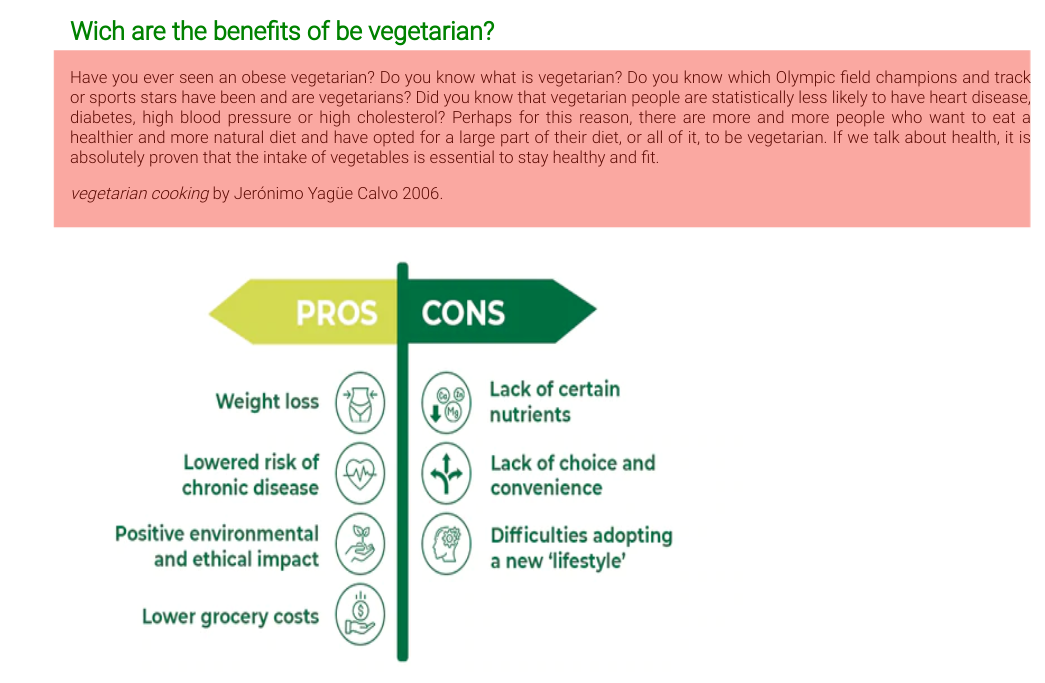 Wich are the benefits of be vegetarian?
Have you ever seen an obese vegetarian? Do you know what is vegetarian? Do you know which Olympic field champions and track
or sports stars have been and are vegetarians? Did you know that vegetarian people are statistically less likely to have heart disease,
diabetes, high blood pressure or high cholesterol? Perhaps for this reason, there are more and more people who want to eat a
healthier and more natural diet and have opted for a large part of their diet, or all of it, to be vegetarian. If we talk about health, it is
absolutely proven that the intake of vegetables is essential to stay healthy and fit.
vegetarian cooking by Jerónimo Yagüe Calvo 2006.
PROS
Weight loss
Lowered risk of
chronic disease
Positive environmental
and ethical impact
Lower grocery costs
$
CONS
Ca Zn
Mg
Lack of certain
nutrients
Lack of choice and
convenience
Difficulties adopting
a new ‘lifestyle’